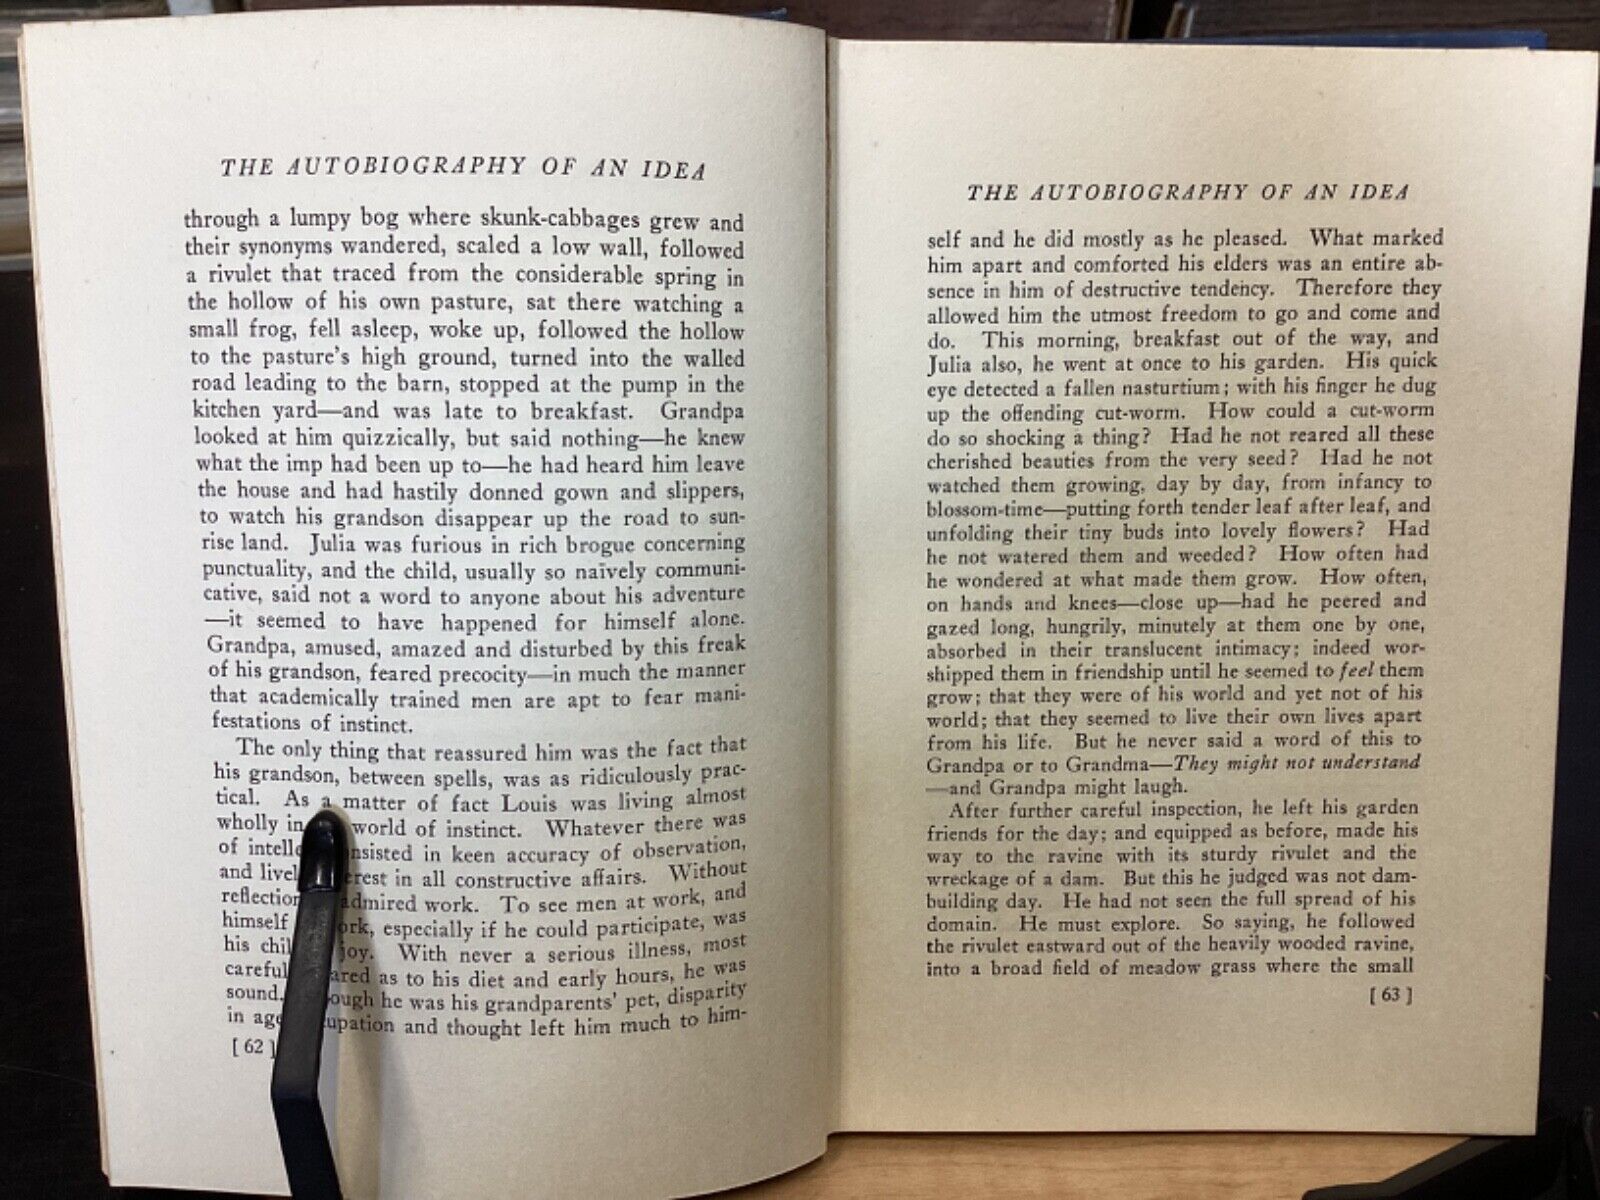 THE AUTOBIOGRAPHY OF AN IDEA
through a lumpy bog where skunk-cabbages grew and
their synonyms wandered, scaled a low wall, followed
a rivulet that traced from the considerable spring in
the hollow of his own pasture, sat there watching a
small frog, fell asleep, woke up, followed the hollow
to the pasture's high ground, turned into the walled
road leading to the barn, stopped at the pump in the
kitchen yard—and was late to breakfast. Grandpa
looked at him quizzically, but said nothing—he knew
what the imp had been up to—he had heard him leave
the house and had hastily donned gown and slippers,
to watch his grandson disappear up the road to sun-
rise land. Julia was furious in rich brogue concerning
punctuality, and the child, usually so naïvely communi-
cative, said not a word to anyone about his adventure
—it seemed to have happened for himself alone.
Grandpa, amused, amazed and disturbed by this freak
of his grandson, feared precocity—in much the manner
that academically trained men are apt to fear mani-
festations of instinct.
The only thing that reassured him was the fact that
his grandson, between spells, was as ridiculously prac-
tical. As a matter of fact Louis was living almost
wholly in world of instinct. Whatever there was
of in keen accuracy of observation,
and in all constructive affairs. Without
reflection admired work. To see men at work, and
himself especially if he could participate, was
his joy. With never a serious illness, most
as to his diet and early hours, he was
sound. he was his grandparents' pet, disparity
in and thought left him much to him-
[ 62 ]
THE AUTOBIOGRAPHY OF AN IDEA
self and he did mostly as he pleased. What marked
him apart and comforted his elders was an entire ab-
sence in him of destructive tendency. Therefore they
allowed him the utmost freedom to go and come and
do. This morning, breakfast out of the way, and
Julia also, he went at once to his garden. His quick
eye detected a fallen nasturtium; with his finger he dug
up the offending cut-worm. How could a cut-worm
do so shocking a thing? Had he not reared all these
cherished beauties from the very seed? Had he not
watched them growing, day by day, from infancy to
blossom-time—putting forth tender leaf after leaf, and
unfolding their tiny buds into lovely flowers? Had
he not watered them and weeded? How often had
he wondered at what made them grow. How often,
on hands and knees—close up—had he peered and
gazed long, hungrily, minutely at them one by one,
absorbed in their translucent intimacy; indeed wor-
shipped them in friendship until he seemed to feel them
grow; that they were of his world and yet not of his
world; that they seemed to live their own lives apart
from his life. But he never said a word of this to
Grandpa or to Grandma—They might not understand
—and Grandpa might laugh.
After further careful inspection, he left his garden
friends for the day; and equipped as before, made his
way to the ravine with its sturdy rivulet and the
wreckage of a dam. But this he judged was not dam-
building day. He had not seen the full spread of his
domain. He must explore. So saying, he followed
the rivulet eastward out of the heavily wooded ravine,
into a broad field of meadow grass where the small
[ 63 ]